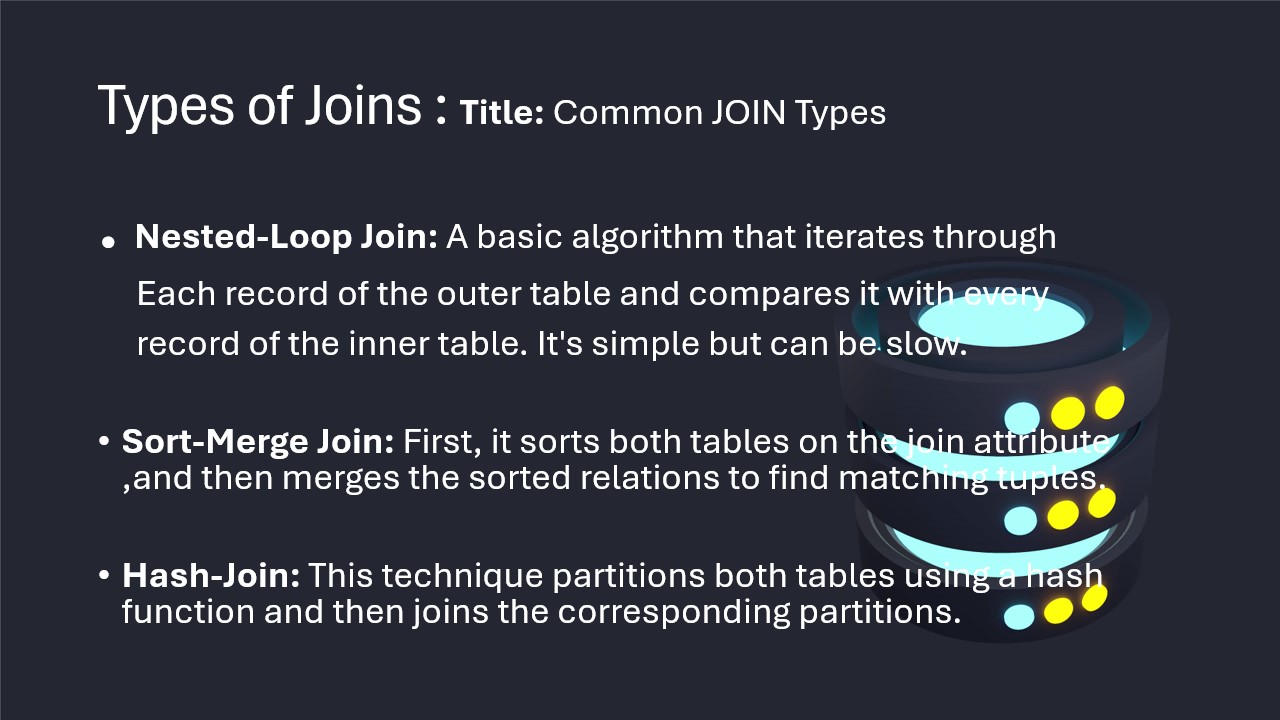 Types of Joins : Title: Common JOIN Types
• Nested-Loop Join: A basic algorithm that iterates through
Each record of the outer table and compares it with every
record of the inner table. It's simple but can be slow.
• Sort-Merge Join: First, it sorts both tables on the join attribute
,and then merges the sorted relations to find matching tuples.
• Hash-Join: This technique partitions both tables using a hash
function and then joins the corresponding partitions.